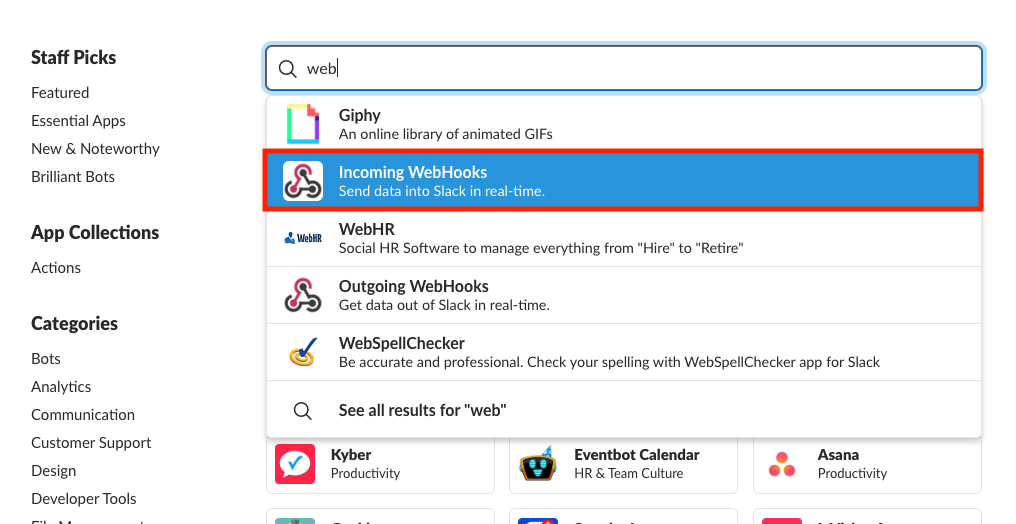 Staff Picks
Featured
Essential Apps
New & Noteworthy
Brilliant Bots
App Collections
Actions
Categories
Bots
Analytics
Communication
Customer Support
Design
Developer Tools
web
Giphy
An online library of animated GIFs
Incoming WebHooks
Send data into Slack in real-time.
WebHR
WebHR
Social HR Software to manage everything from "Hire" to "Retire"
Outgoing WebHooks
Get data out of Slack in real-time.
WebSpellChecker
Be accurate and professional. Check your spelling with WebSpellChecker app for Slack
See all results for "web"
Kyber
Productivity
Eventbot Calendar
HR & Team Culture
Asana
Productivity